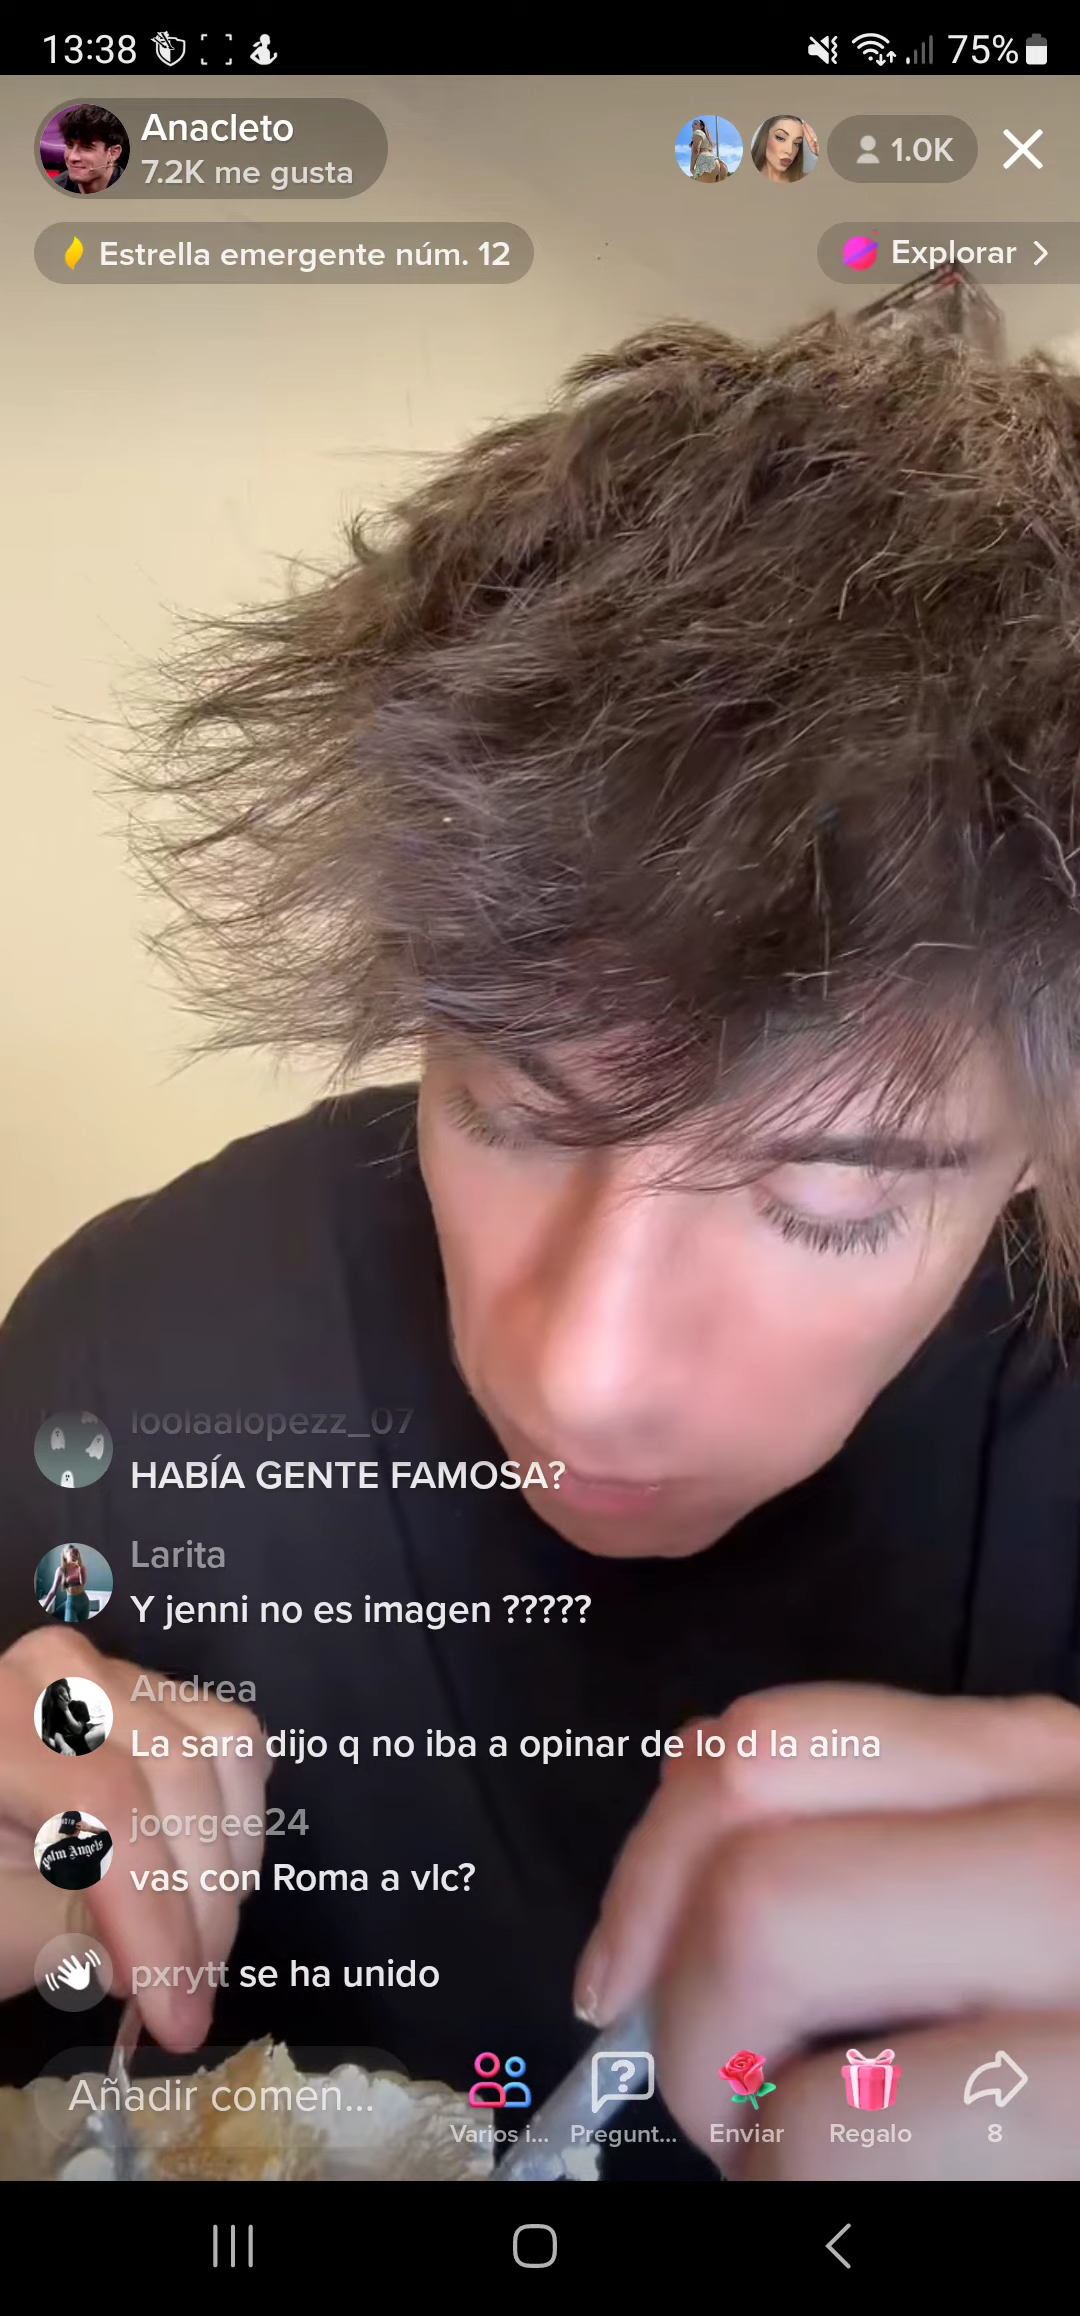 13:38
75%
Anacleto
7.2K me gusta
1.0K
Estrella emergente núm. 12
Explorar
loolaalopezz_07
HABÍA GENTE FAMOSA?
Larita
Y jenni no es imagen ?????
Andrea
La sara dijo q no iba a opinar de lo d la aina
joorgee24
palm Angels
vas con Roma a vlc?
pxrytt se ha unido
Añadir comen...
Varios i...
Pregunt...
Enviar
Regalo
8